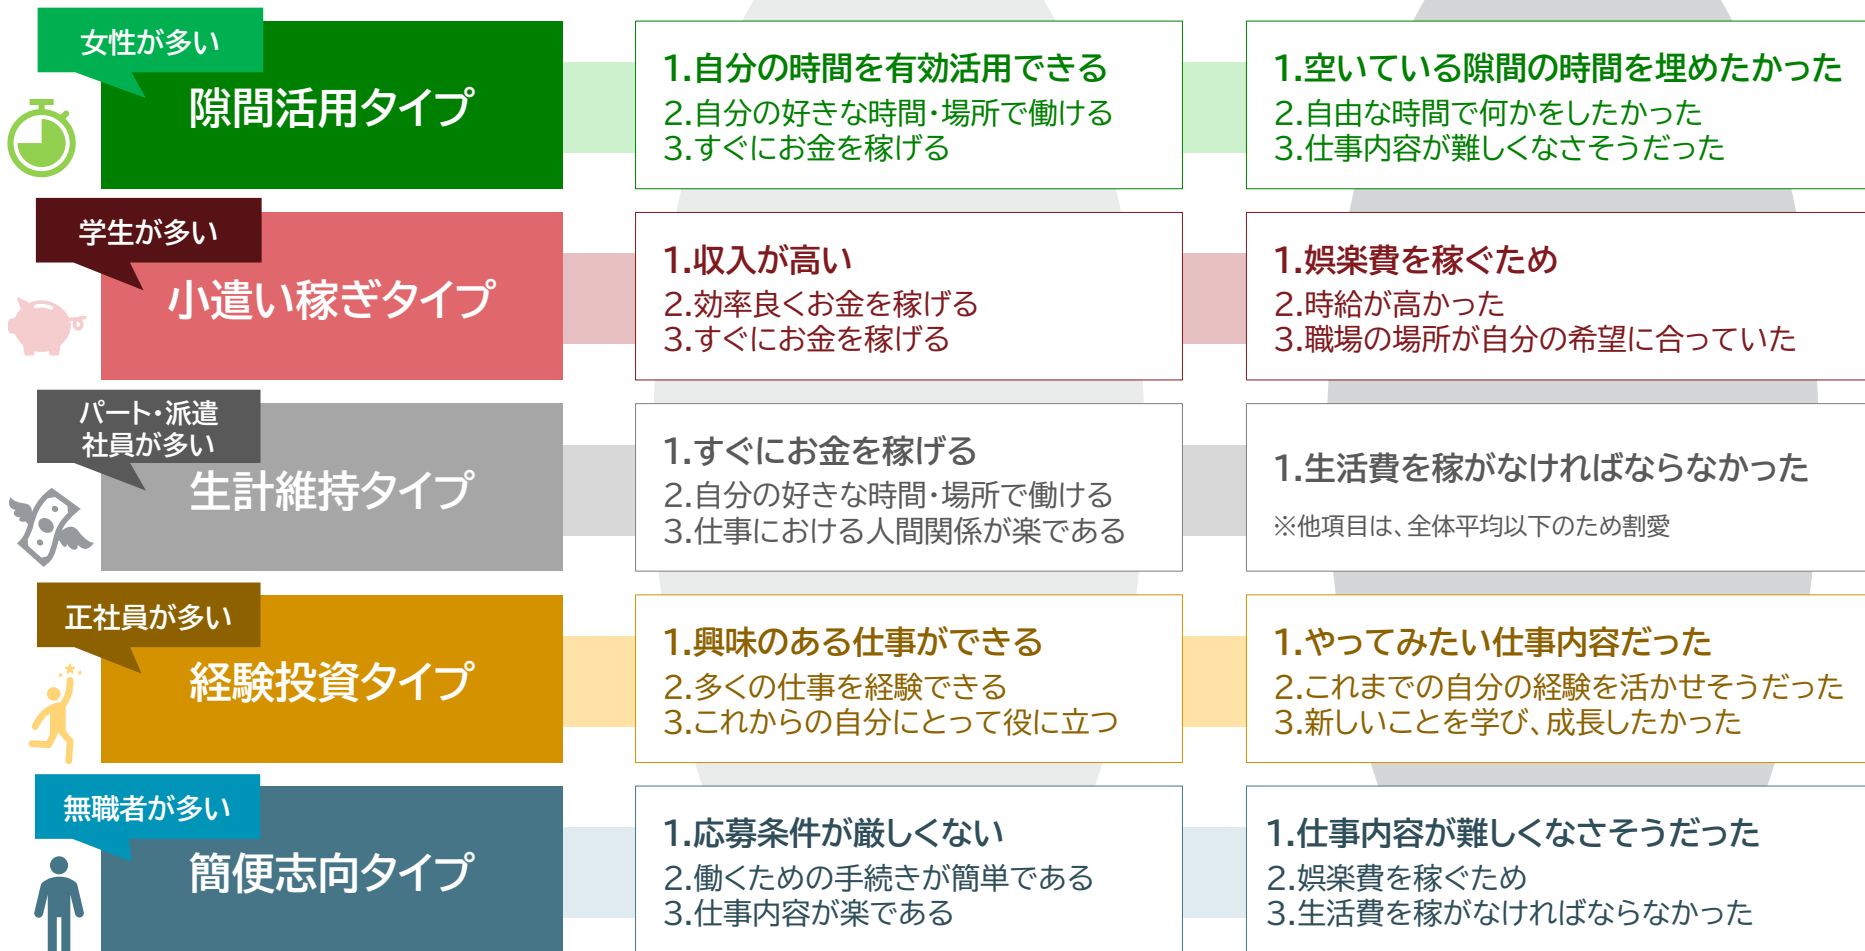 女性が多い
隙間活用タイプ
1.自分の時間を有効活用できる
2.自分の好きな時間・場所で働ける
3.すぐにお金を稼げる
1.空いている隙間の時間を埋めたかった
2.自由な時間で何かをしたかった
3.仕事内容が難しくなさそうだった
学生が多い
小遣い稼ぎタイプ
1.収入が高い
2.効率良くお金を稼げる
3.すぐにお金を稼げる
1.娯楽費を稼ぐため
2.時給が高かった
3.職場の場所が自分の希望に合っていた
パート・派遣
社員が多い
生計維持タイプ
1.すぐにお金を稼げる
2.自分の好きな時間・場所で働ける
3.仕事における人間関係が楽である
1.生活費を稼がなければならなかった
※他項目は、全体平均以下のため割愛
正社員が多い
経験投資タイプ
1.興味のある仕事ができる
2.多くの仕事を経験できる
3.これからの自分にとって役に立つ
1.やってみたい仕事内容だった
2.これまでの自分の経験を活かせそうだった
3.新しいことを学び、成長したかった
無職者が多い
簡便志向タイプ
1.応募条件が厳しくない
2.働くための手続きが簡単である
3.仕事内容が楽である
1.仕事内容が難しくなさそうだった
2.娯楽費を稼ぐため
3.生活費を稼がなければならなかった